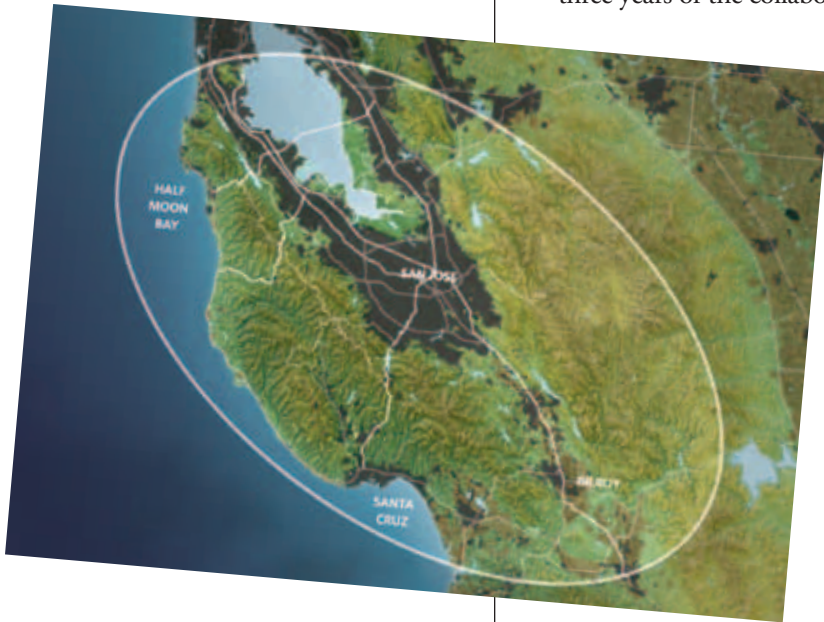 three years of the collabo
HALF
MOON
BAY
SAN JOSE
GILROY
SANTA
CRUZ